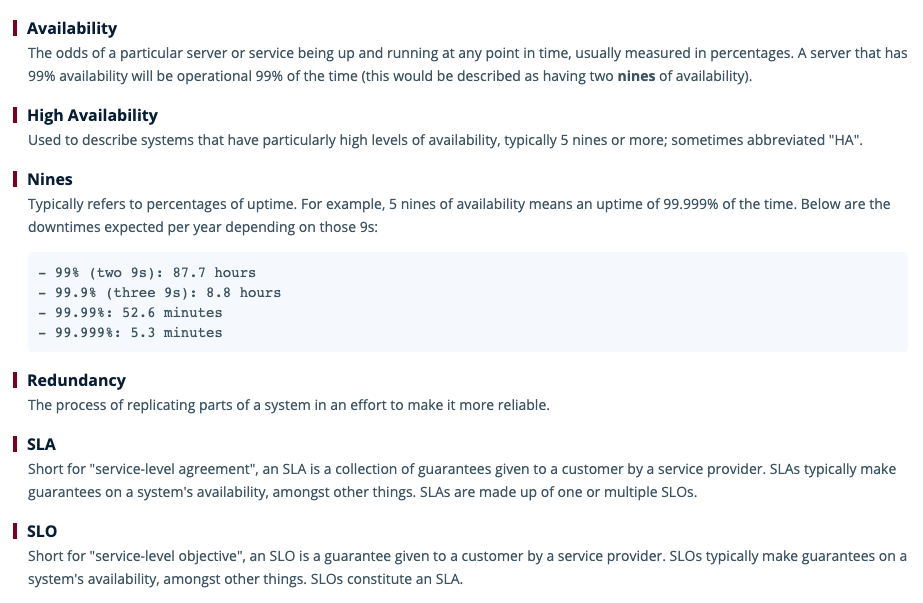 Availability
The odds of a particular server or service being up and running at any point in time, usually measured in percentages. A server that has
99% availability will be operational 99% of the time (this would be described as having two nines of availability).
High Availability
Used to describe systems that have particularly high levels of availability, typically 5 nines or more; sometimes abbreviated "HA".
Nines
Typically refers to percentages of uptime. For example, 5 nines of availability means an uptime of 99.999% of the time. Below are the
downtimes expected per year depending on those 9s:
- 99% (two 9s): 87.7 hours
- 99.9% (three 9s): 8.8 hours
- 99.99%: 52.6 minutes
- 99.999%: 5.3 minutes
Redundancy
The process of replicating parts of a system in an effort to make it more reliable.
SLA
Short for "service-level agreement", an SLA is a collection of guarantees given to a customer by a service provider. SLAs typically make
guarantees on a system's availability, amongst other things. SLAs are made up of one or multiple SLOs.
SLO
Short for "service-level objective", an SLO is a guarantee given to a customer by a service provider. SLOs typically make guarantees on a
system's availability, amongst other things. SLOs constitute an SLA.